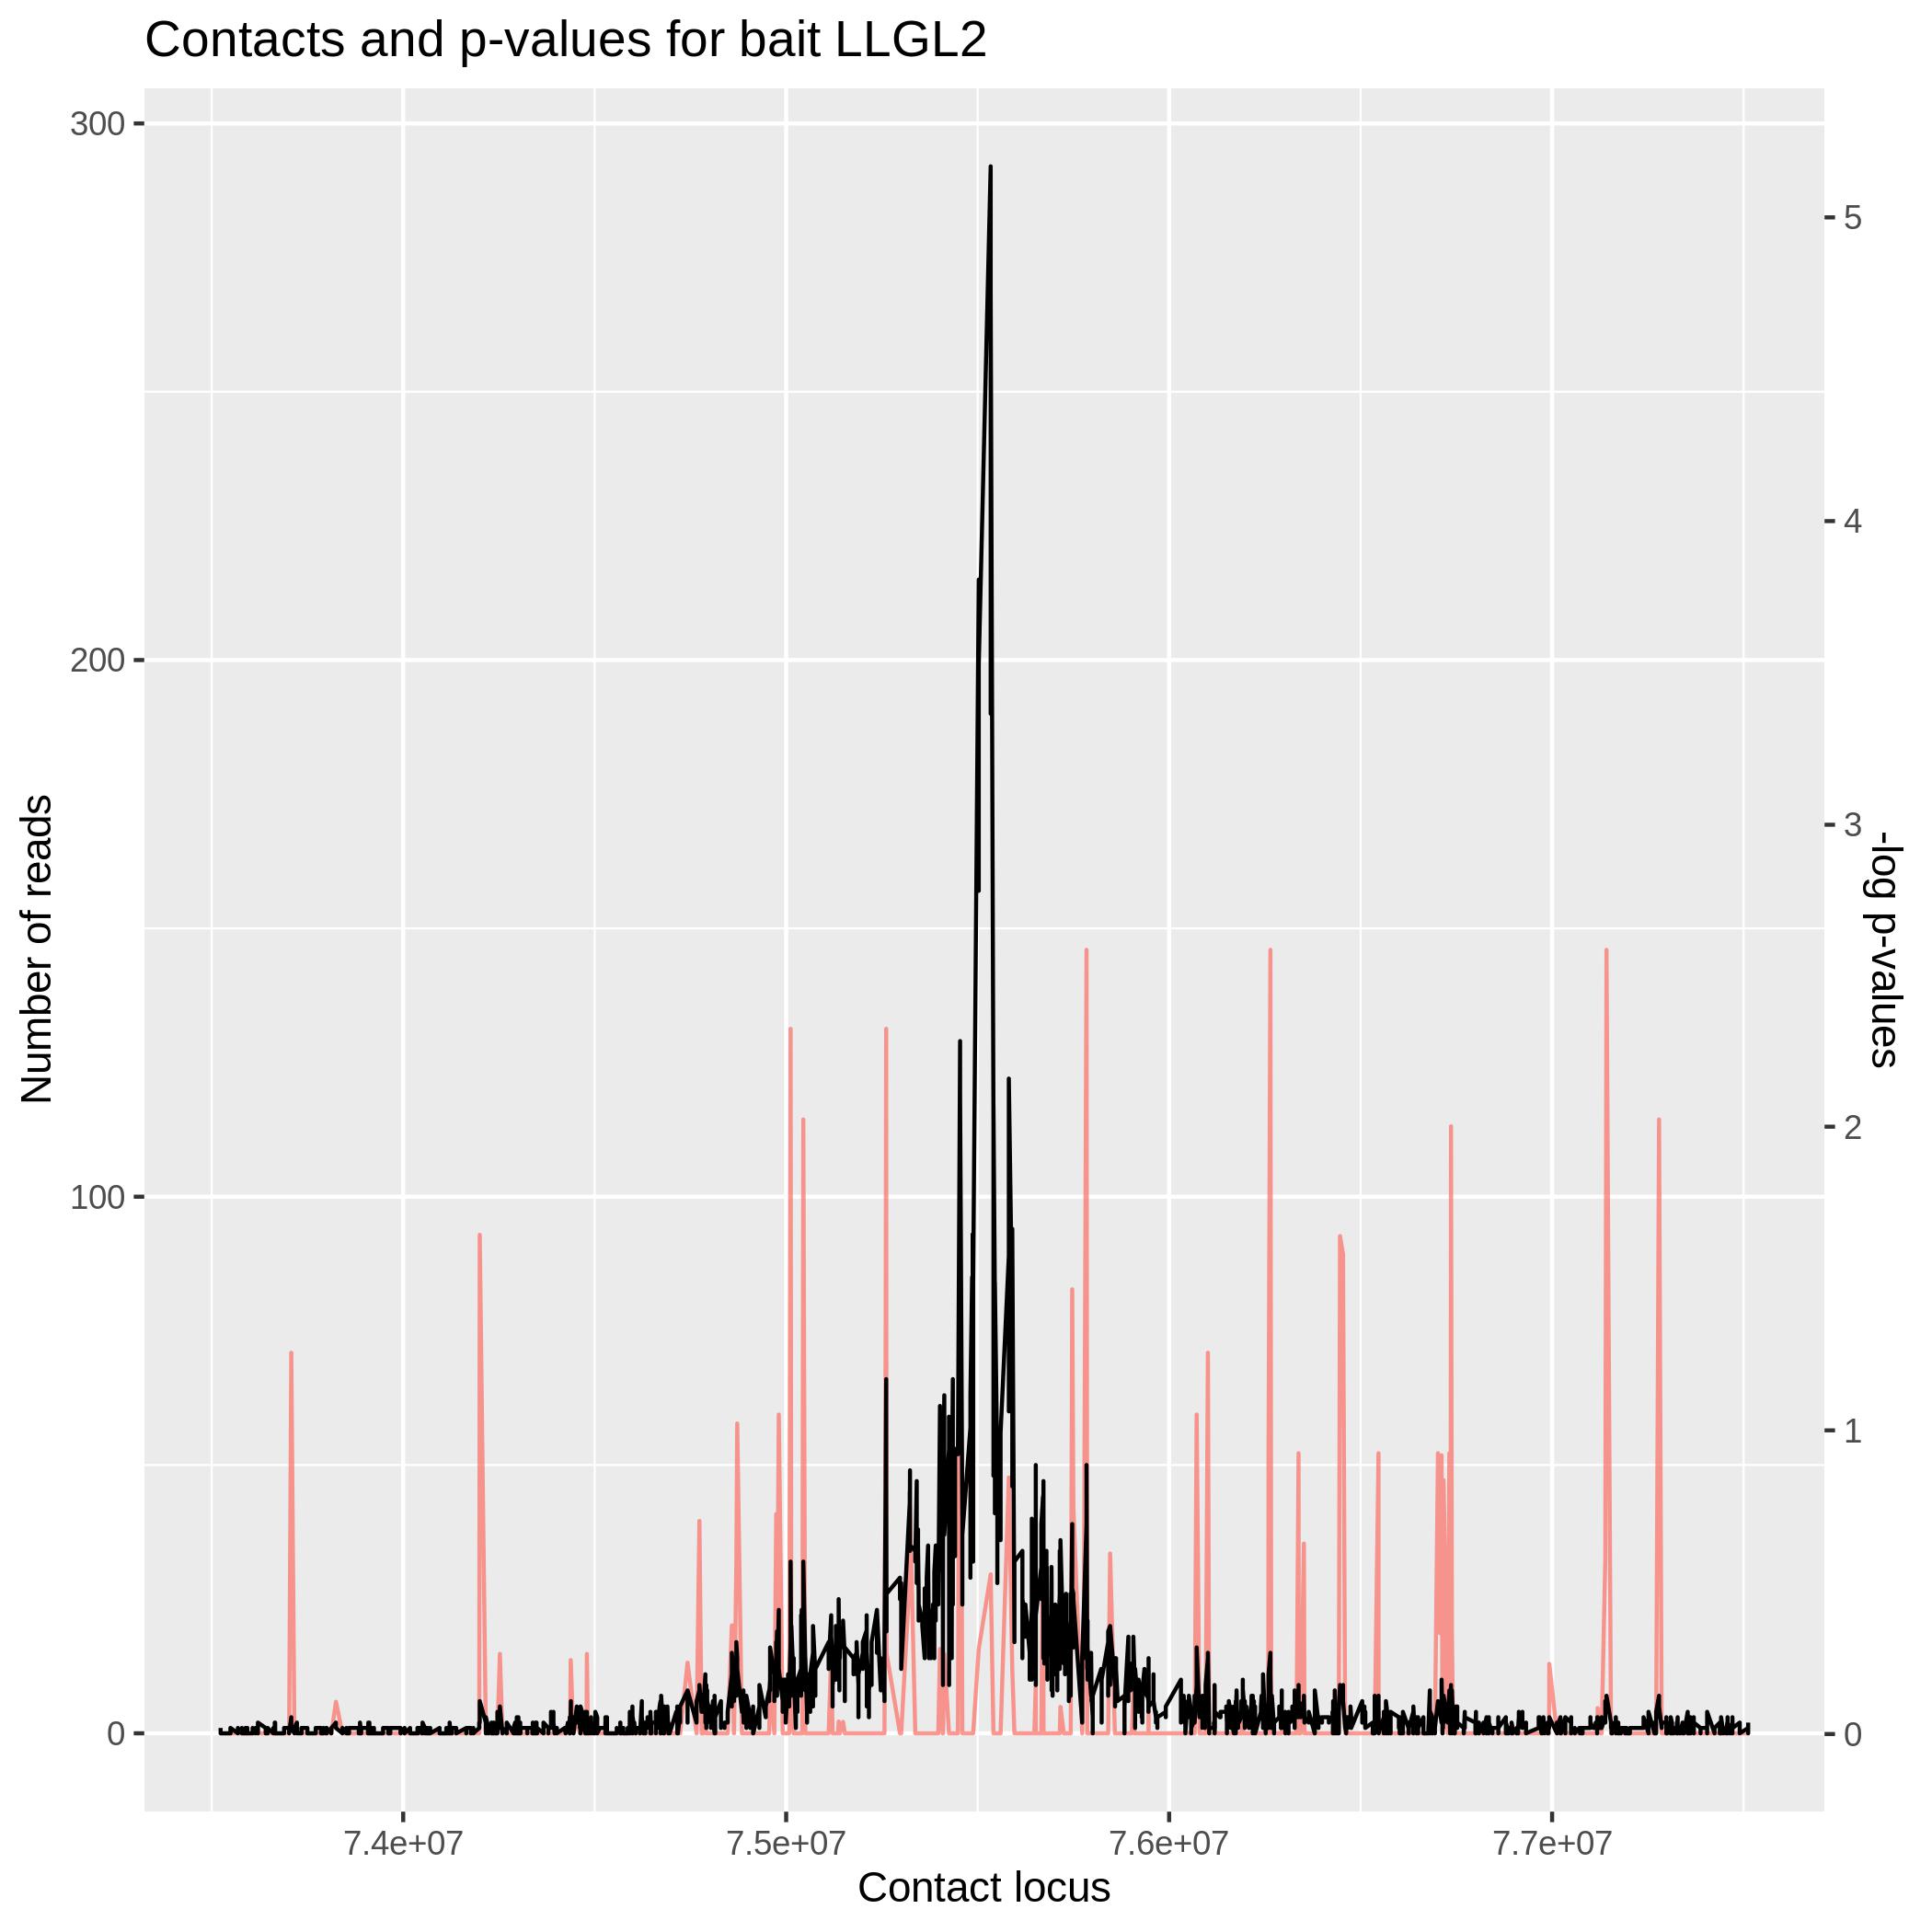 Contacts and p-values for bait LLGL2
300
200
100
0
Number of reads
5
4
3
2
1
0
-log p-values
7.4e+07 7.5e+07 7.6e+07 7.7e+07
Contact locus